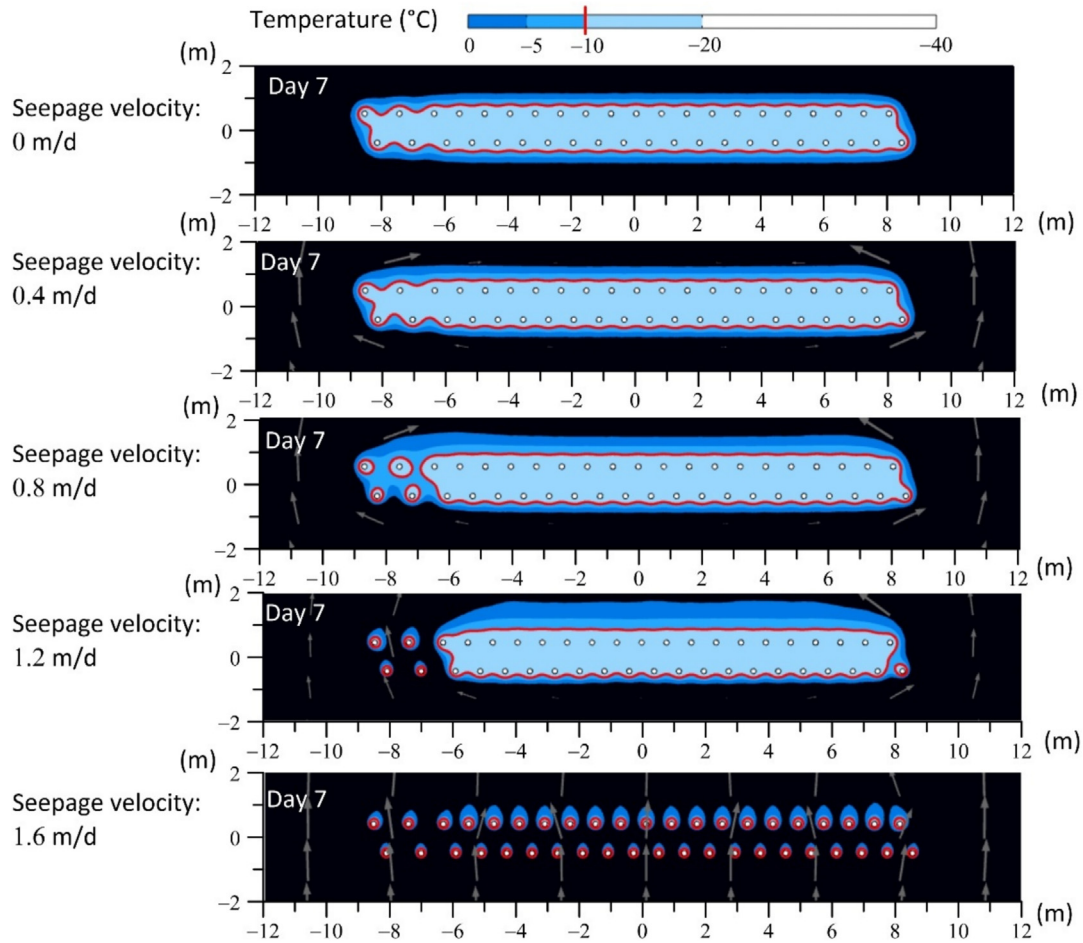 Temperature (°C)
0 −5 −10 −20 −40
(m)
2
Day 7
Seepage velocity:
0 m/d
0
−2
−12 −10 −8 −6 −4 −2 0 2 4 6 8 10 12 (m)
(m)
2
Day 7
Seepage velocity:
0.4 m/d
0
−2
−12 −10 −8 −6 −4 −2 0 2 4 6 8 10 12 (m)
(m)
2
Day 7
Seepage velocity:
0.8 m/d
0
−2
−12 −10 −8 −6 −4 −2 0 2 4 6 8 10 12 (m)
(m)
2
Day 7
Seepage velocity:
1.2 m/d
0
−2
−12 −10 −8 −6 −4 −2 0 2 4 6 8 10 12 (m)
(m)
2
Day 7
Seepage velocity:
1.6 m/d
0
−2
−12 −10 −8 −6 −4 −2 0 2 4 6 8 10 12 (m)